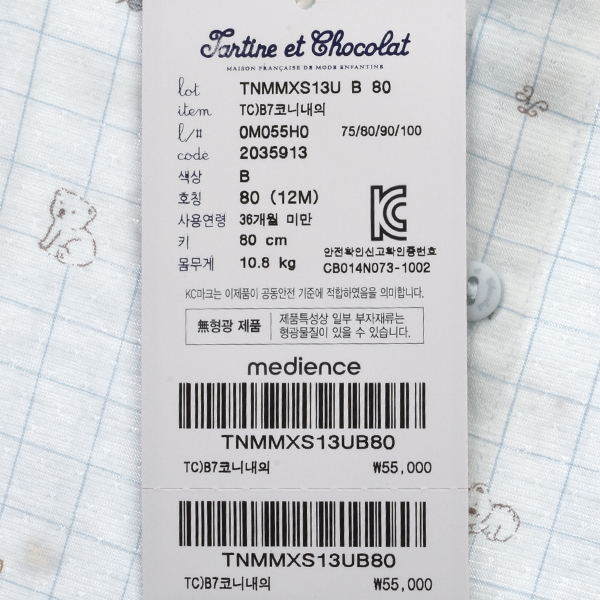 Tartine et Chocolat
MAISON FRANÇAISE DE MODE ENFANTINE
lot TNMMXS13U B 80
item TC)B7코니내의
l/# 0M055H0 75/80/90/100
code 2035913
색상 B
호칭 80 (12M)
사용연령 36개월 미만
키 80 cm
몸무게 10.8 kg
안전확인신고확인증번호
CB014N073-1002
KC마크는 이제품이 공동안전 기준에 적합하였음을 의미합니다.
無형광 제품
제품특성상 일부 부자재류는
형광물질이 있을 수 있습니다.
medience
TNMMXS13UB80
TC)B7코니내의 ₩55,000
TNMMXS13UB80
TC)B7코니내의 ₩55,000